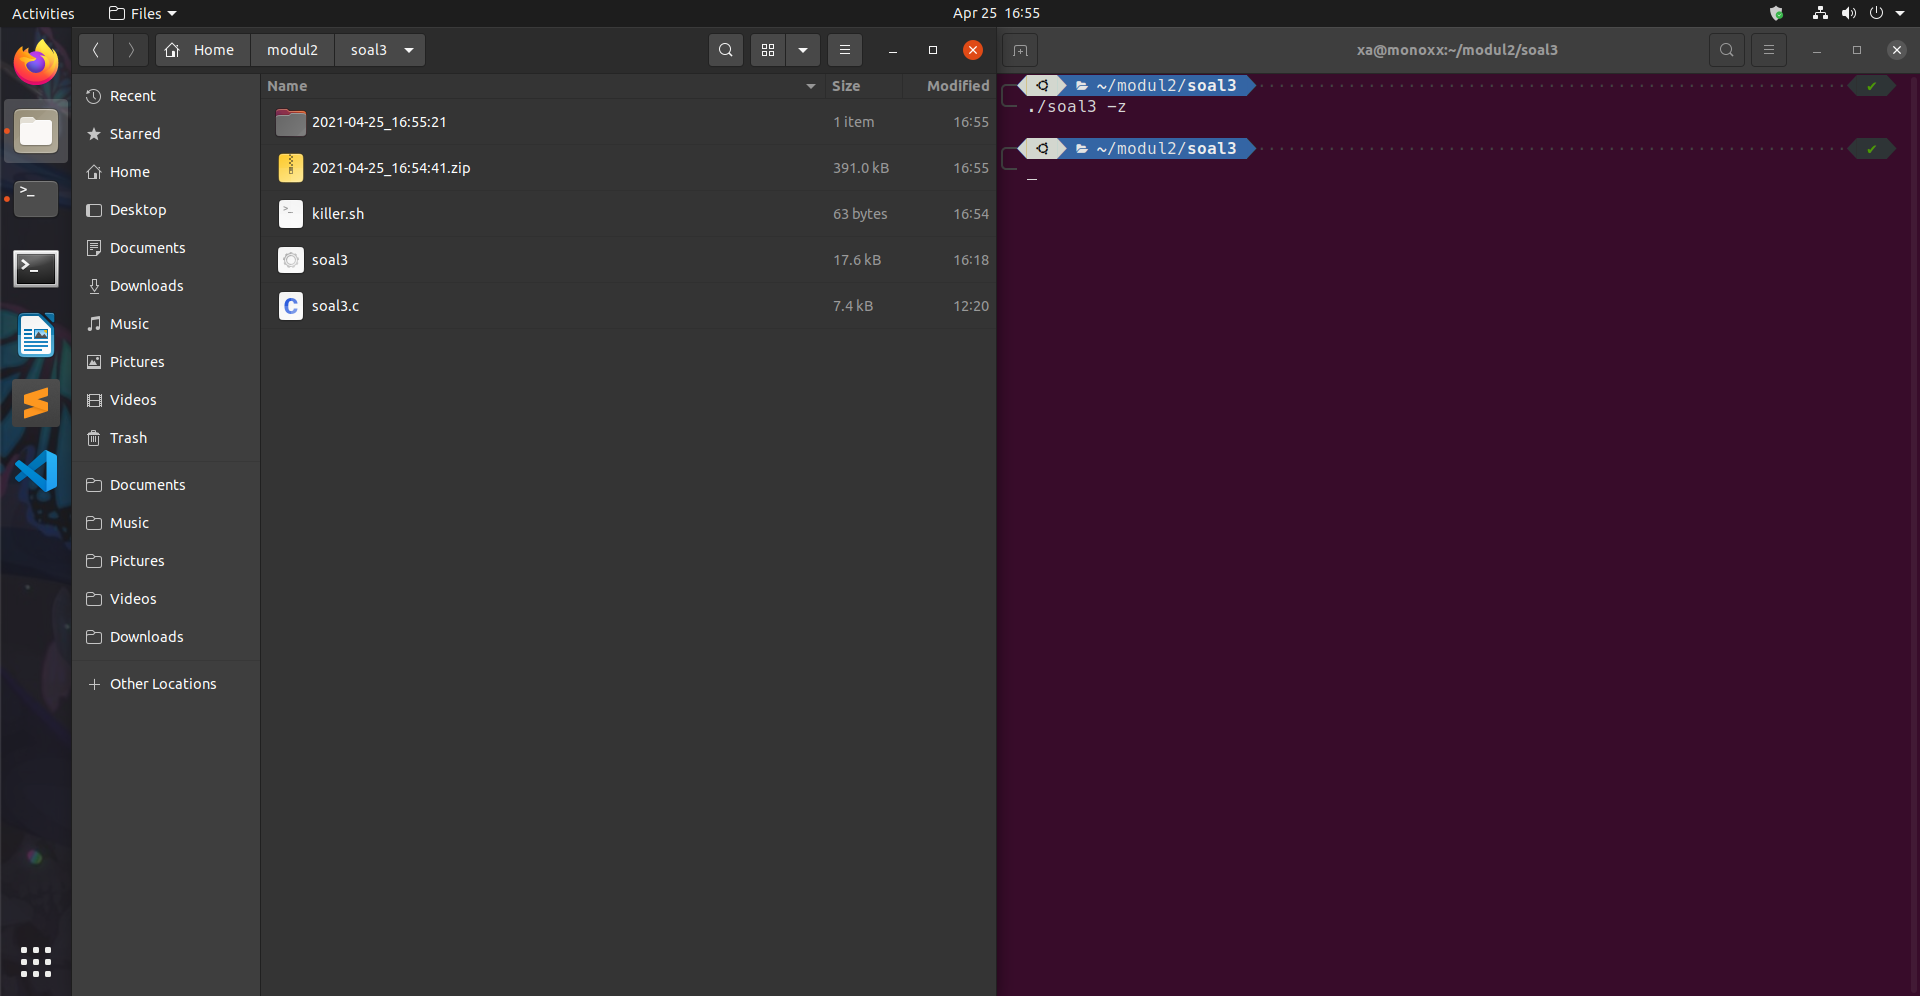 Activities Files Apr 25 16:55
Home modul2 soal3
Name Size Modified
2021-04-25_16:55:21 1 item 16:55
2021-04-25_16:54:41.zip 391.0 kB 16:55
killer.sh 63 bytes 16:54
soal3 17.6 kB 16:18
soal3.c 7.4 kB 12:20
Recent
Starred
Home
Desktop
Documents
Downloads
Music
Pictures
Videos
Trash
Documents
Music
Pictures
Videos
Downloads
Other Locations
xa@monoxx:~/modul2/soal3
~/modul2/soal3
./soal3 -z
~/modul2/soal3